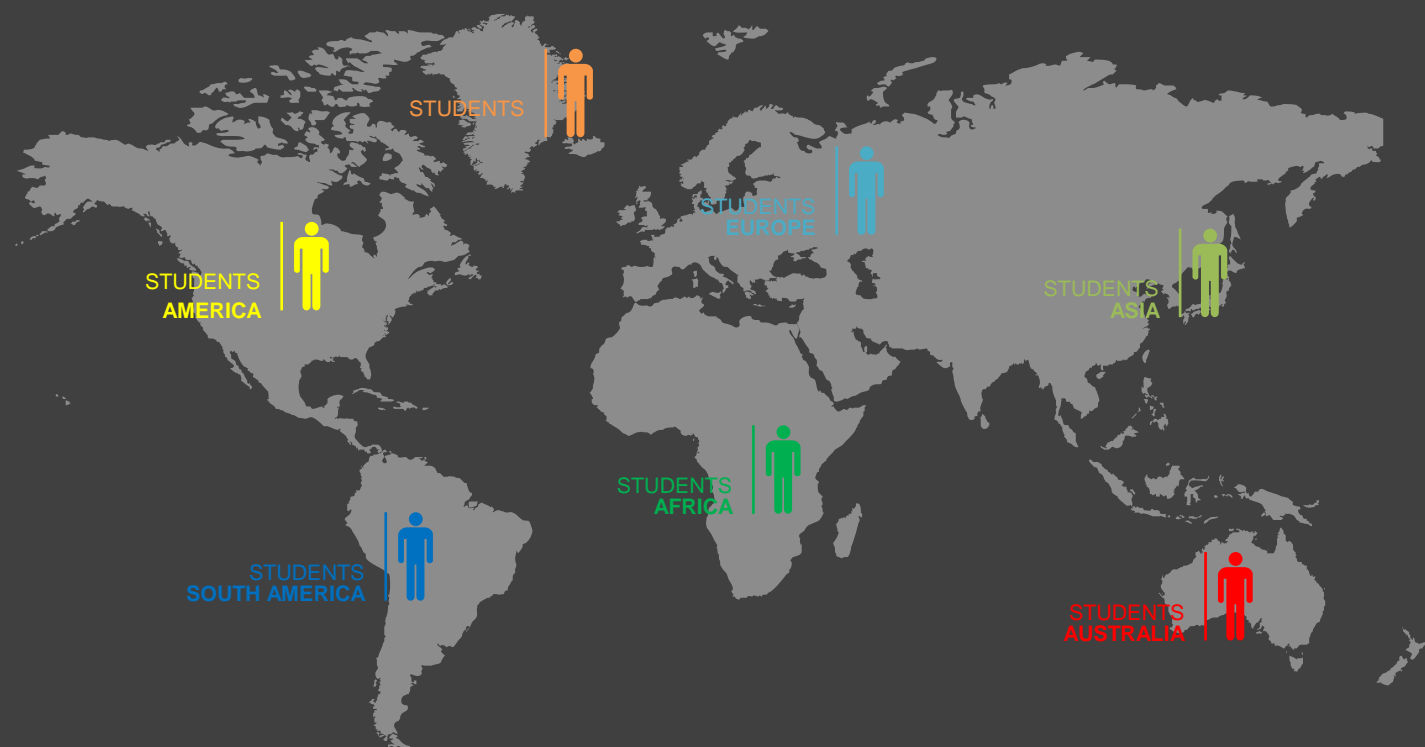 STUDENTS
STUDENTS
EUROPE
STUDENTS
AMERICA
STUDENTS
ASIA
STUDENTS
AFRICA
STUDENTS
SOUTH AMERICA
STUDENTS
AUSTRALIA